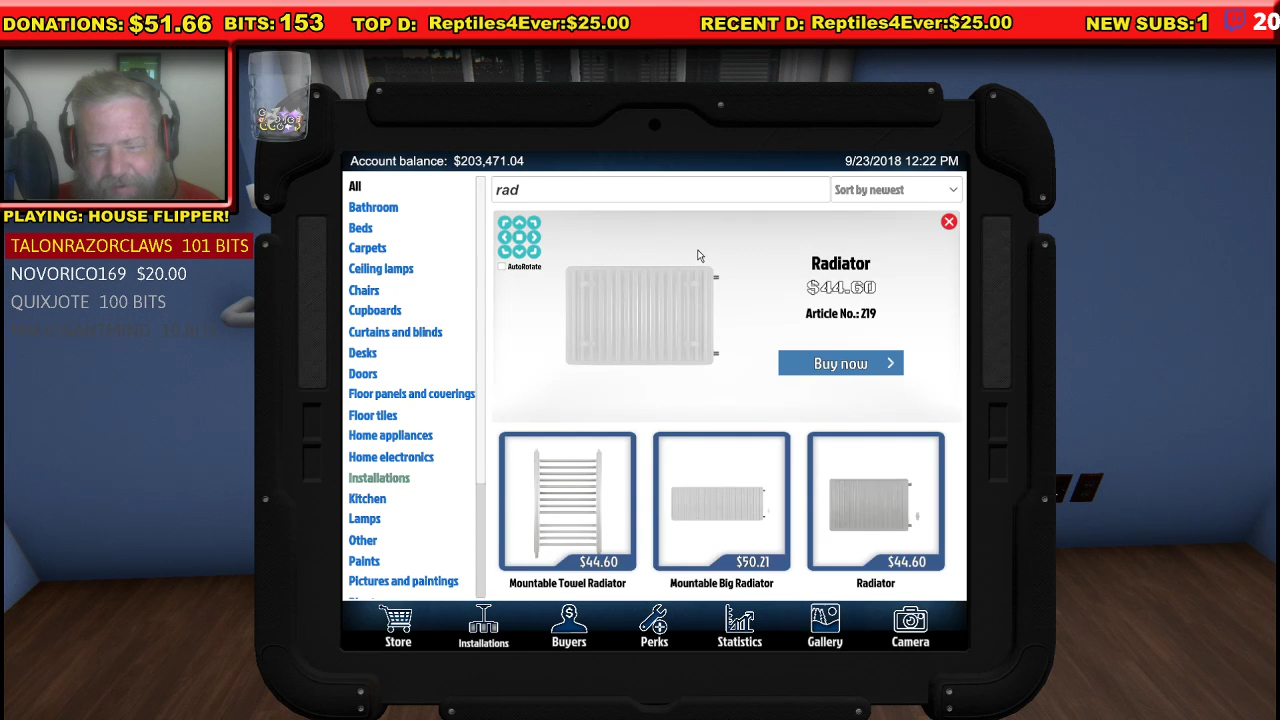 DONATIONS: $51.66 BITS: 153 TOP D: Reptiles4Ever:$25.00 RECENT D: Reptiles4Ever:$25.00 NEW SUBS: 1 20
PLAYING: HOUSE FLIPPER!
TALONRAZORCLAWS 101 BITS
NOVORICO169 $20.00
QUIXJOTE 100 BITS
Account balance: $203,471.04 9/23/2018 12:22 PM
All
Bathroom
Beds
Carpets
Ceiling lamps
Chairs
Cupboards
Curtains and blinds
Desks
Doors
Floor panels and coverings
Floor tiles
Home appliances
Home electronics
Installations
Kitchen
Lamps
Other
Paints
Pictures and paintings
rad Sort by newest
AutoRotate
Radiator
$44.60
Article No.: 219
Buy now
$44.60 $50.21 $44.60
Mountable Towel Radiator Mountable Big Radiator Radiator
Store Installations Buyers Perks Statistics Gallery Camera